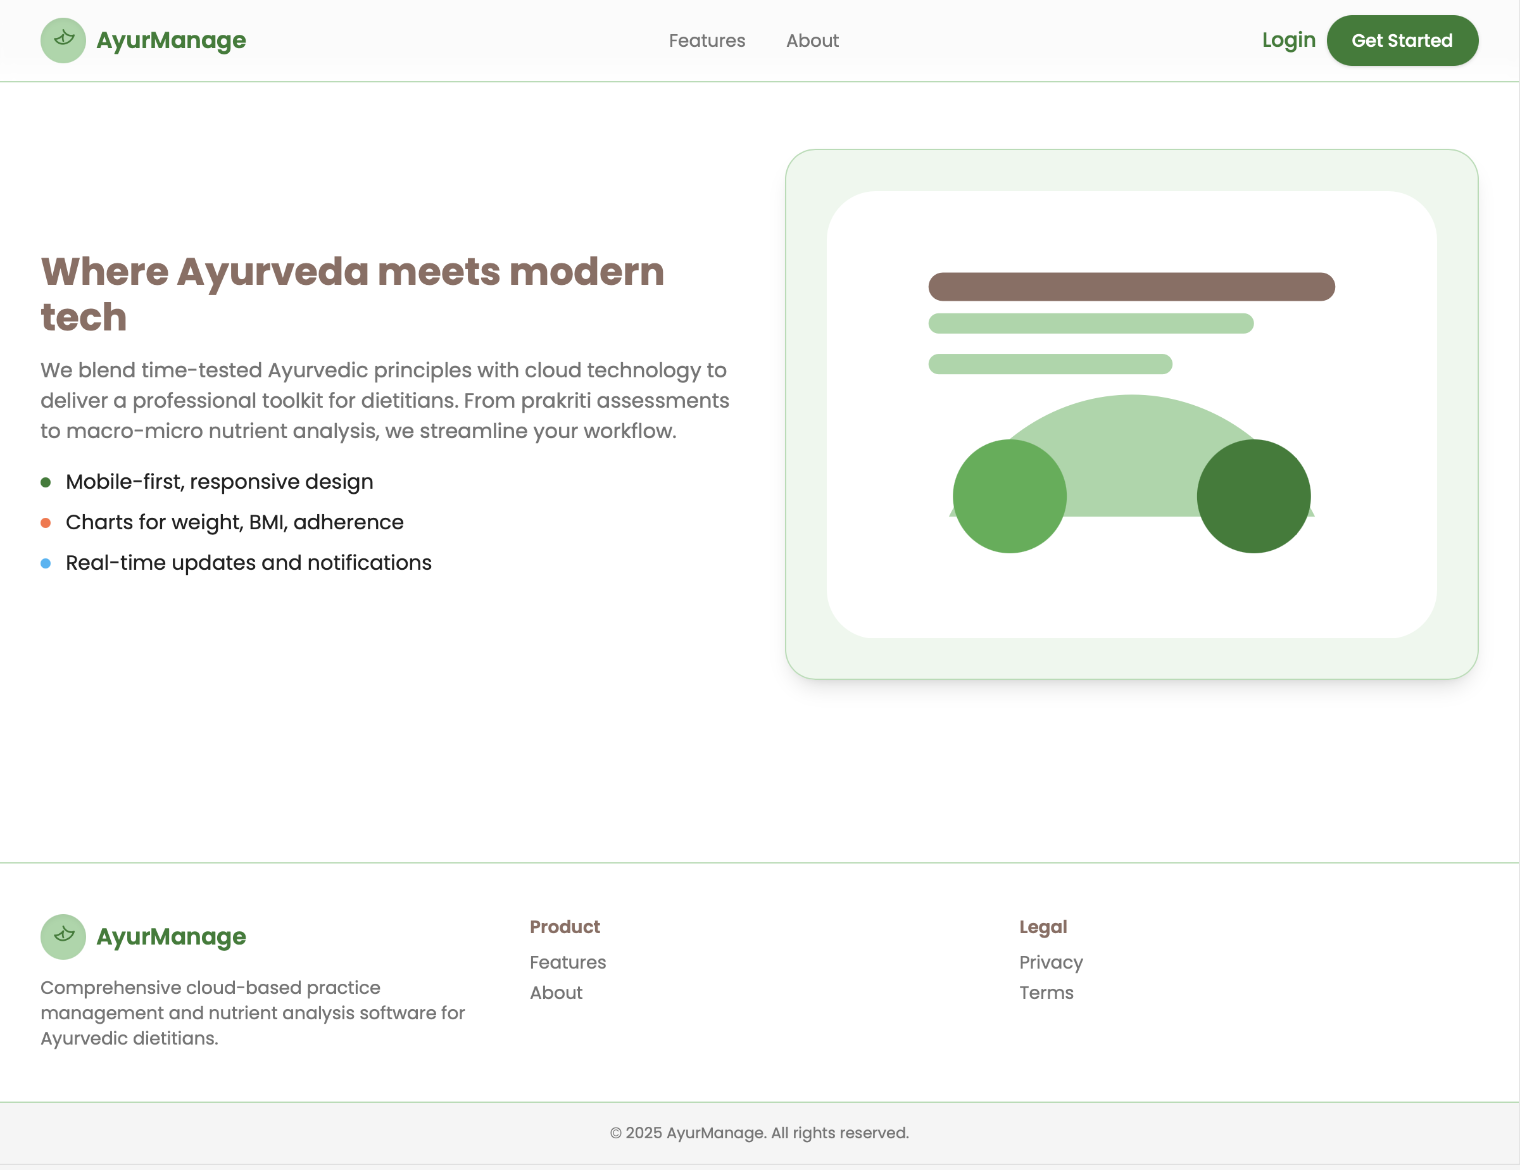 AyurManage
Features
About
Login
Get Started
Where Ayurveda meets modern
tech
We blend time-tested Ayurvedic principles with cloud technology to
deliver a professional toolkit for dietitians. From prakriti assessments
to macro-micro nutrient analysis, we streamline your workflow.
Mobile-first, responsive design
Charts for weight, BMI, adherence
Real-time updates and notifications
AyurManage
Comprehensive cloud-based practice
management and nutrient analysis software for
Ayurvedic dietitians.
Product
Features
About
Legal
Privacy
Terms
© 2025 AyurManage. All rights reserved.